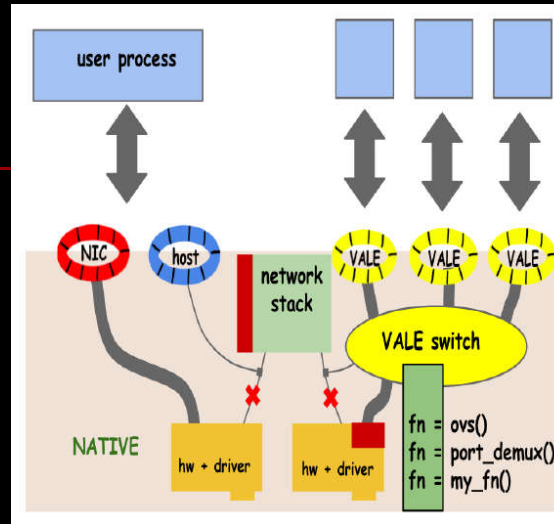 user process
NIC
host
VALE
VALE
VALE
network
stack
VALE switch
NATIVE
hw + driver
hw + driver
fn = ovs()
fn = port_demux()
fn = my_fn()